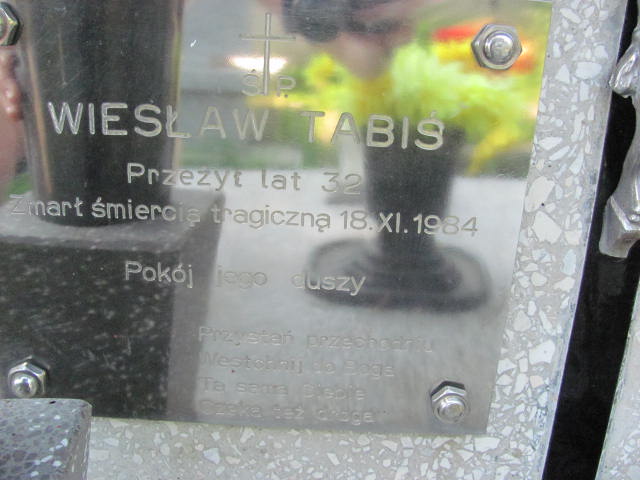 Ś P.
WIESŁAW TABIŚ
Przeżył lat 32
Zmarł śmiercią tragiczną 18.XI.1984
Pokój jego duszy
Przystań przechodniu
Westchnij do Boga
Ta sama Ciebie
Czeka też droga